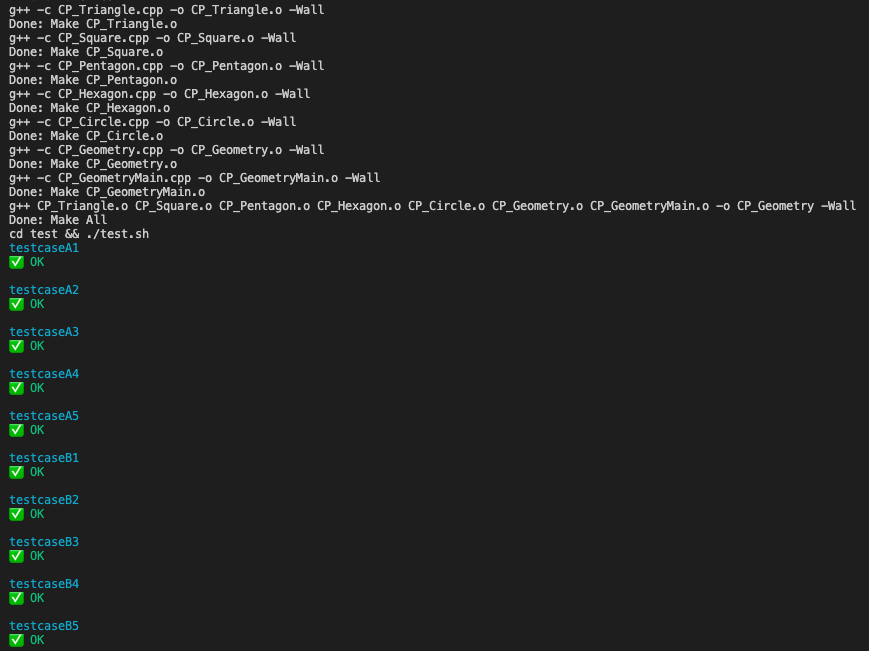 g++ -c CP_Triangle.cpp -o CP_Triangle.o -Wall
Done: Make CP_Triangle.o
g++ -c CP_Square.cpp -o CP_Square.o -Wall
Done: Make CP_Square.o
g++ -c CP_Pentagon.cpp -o CP_Pentagon.o -Wall
Done: Make CP_Pentagon.o
g++ -c CP_Hexagon.cpp -o CP_Hexagon.o -Wall
Done: Make CP_Hexagon.o
g++ -c CP_Circle.cpp -o CP_Circle.o -Wall
Done: Make CP_Circle.o
g++ -c CP_Geometry.cpp -o CP_Geometry.o -Wall
Done: Make CP_Geometry.o
g++ -c CP_GeometryMain.cpp -o CP_GeometryMain.o -Wall
Done: Make CP_GeometryMain.o
g++ CP_Triangle.o CP_Square.o CP_Pentagon.o CP_Hexagon.o CP_Circle.o CP_Geometry.o CP_GeometryMain.o -o CP_Geometry -Wall
Done: Make All
cd test && ./test.sh
testcaseA1
✅ OK
testcaseA2
✅ OK
testcaseA3
✅ OK
testcaseA4
✅ OK
testcaseA5
✅ OK
testcaseB1
✅ OK
testcaseB2
✅ OK
testcaseB3
✅ OK
testcaseB4
✅ OK
testcaseB5
✅ OK